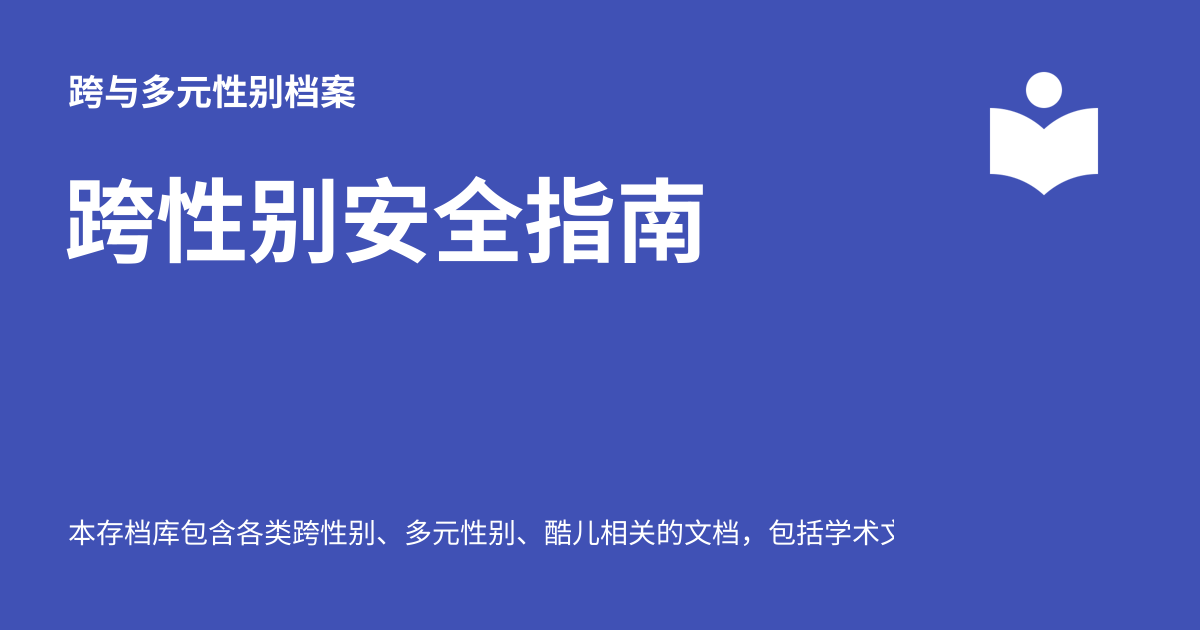 跨与多元性别档案
跨性别安全指南
本存档库包含各类跨性别、多元性别、酷儿相关的文档，包括学术文